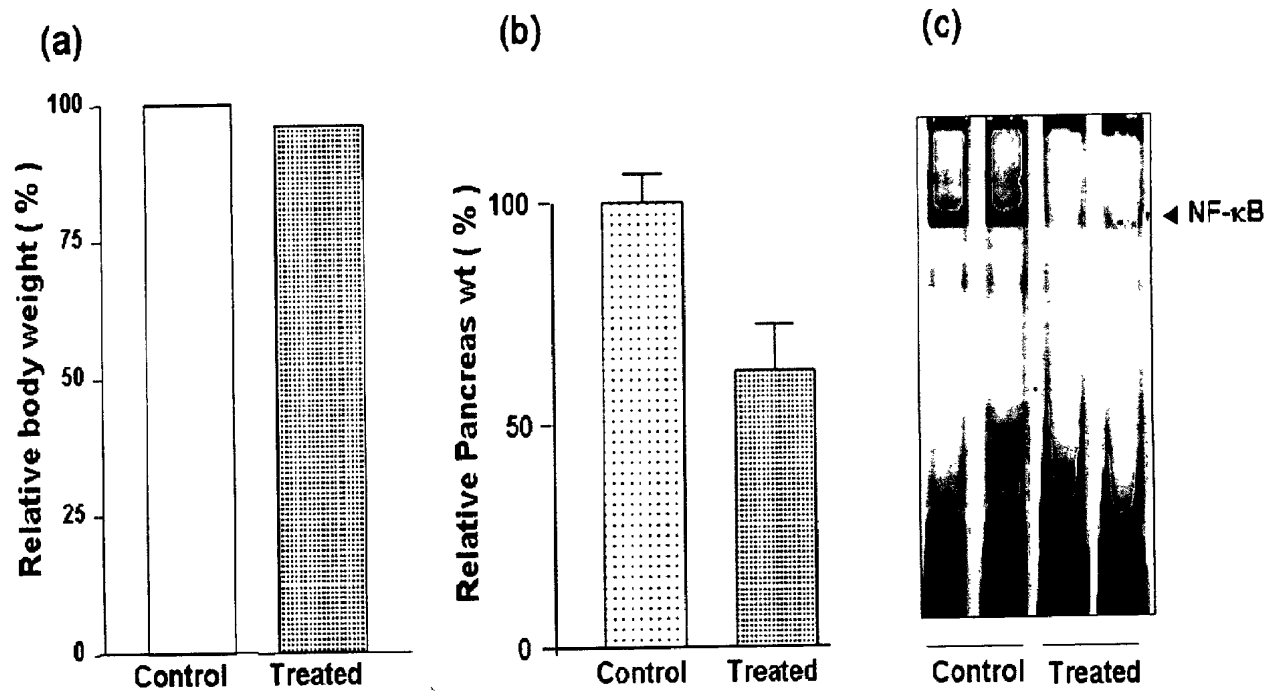 (a)
Relative body weight ( % )
100
75
50
25
0
Control Treated
(b)
Relative Pancreas wt ( % )
100
50
0
Control Treated
(c)
◄ NF-κB
Control Treated